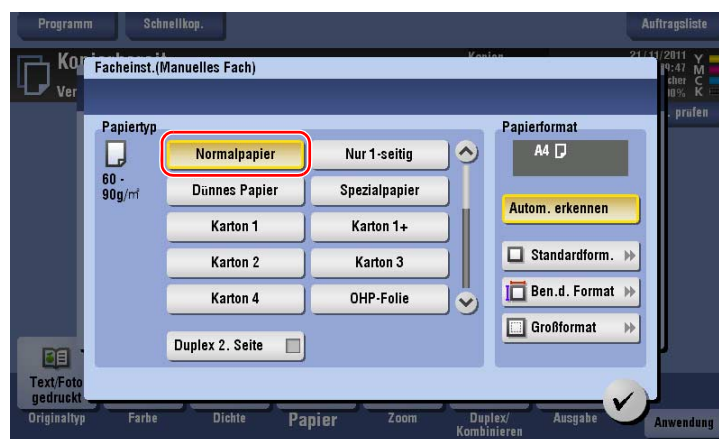 Programm
Schnellkop.
Auftragsliste
Kopien
21/11/2011
Y
M
C
K
Ver
Facheinst.(Manuelles Fach)
prüfen
Papiertyp
60 -
90g/㎡
Normalpapier
Nur 1-seitig
Dünnes Papier
Spezialpapier
Karton 1
Karton 1+
Karton 2
Karton 3
Karton 4
OHP-Folie
Duplex 2. Seite
Papierformat
A4
Autom. erkennen
Standardform.
Ben.d. Format
Großformat
Text/Foto
gedruckt
Originaltyp
Farbe
Dichte
Papier
Zoom
Duplex/
Kombinieren
Ausgabe
Anwendung